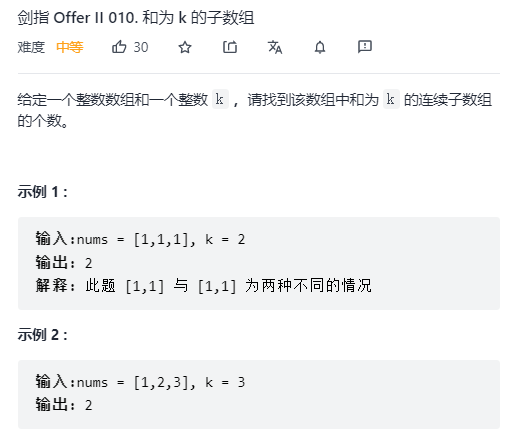 剑指 Offer II 010. 和为 k 的子数组
难度 中等 30
给定一个整数数组和一个整数 k ，请找到该数组中和为 k 的连续子数组
的个数。
示例 1 :
输入:nums = [1,1,1], k = 2
输出: 2
解释: 此题 [1,1] 与 [1,1] 为两种不同的情况
示例 2 :
输入:nums = [1,2,3], k = 3
输出: 2